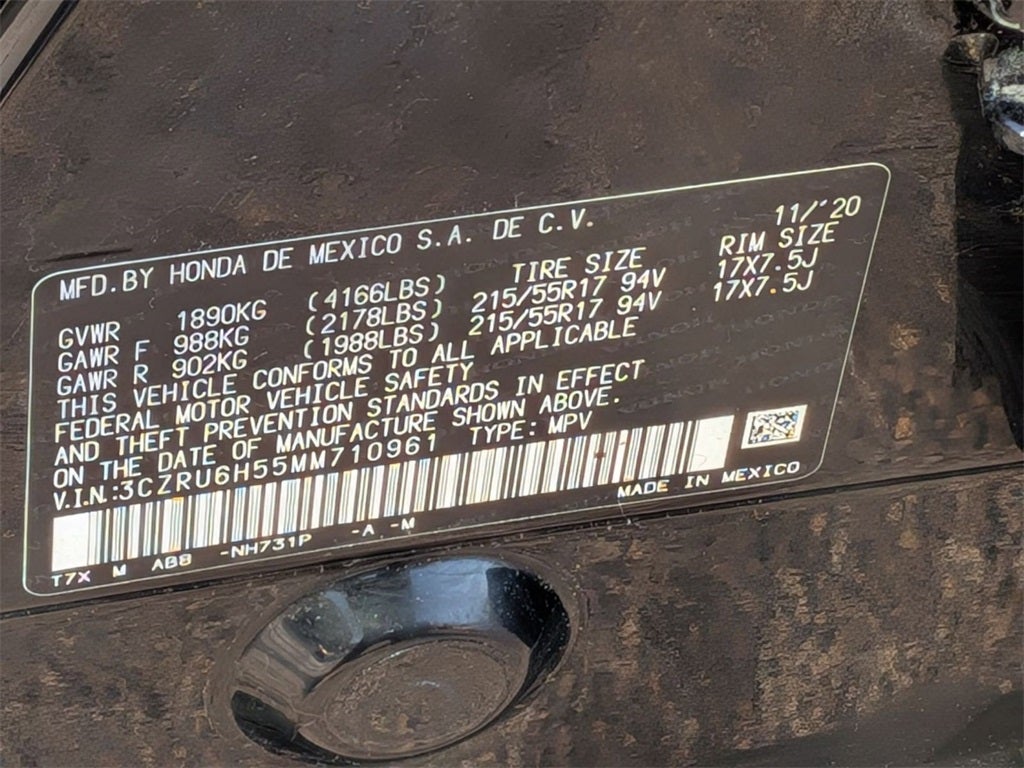 MFD.BY HONDA DE MEXICO S.A. DE C.V. 11/'20
TIRE SIZE RIM SIZE
GVWR 1890KG (4166LBS)
GAWR F 988KG (2178LBS) 215/55R17 94V 17X7.5J
GAWR R 902KG (1988LBS) 215/55R17 94V 17X7.5J
THIS VEHICLE CONFORMS TO ALL APPLICABLE
FEDERAL MOTOR VEHICLE SAFETY
AND THEFT PREVENTION STANDARDS IN EFFECT
ON THE DATE OF MANUFACTURE SHOWN ABOVE.
V.I.N.:3CZRU6H55MM710961 TYPE: MPV
MADE IN MEXICO
T7X M AB8 -NH731P -A -M